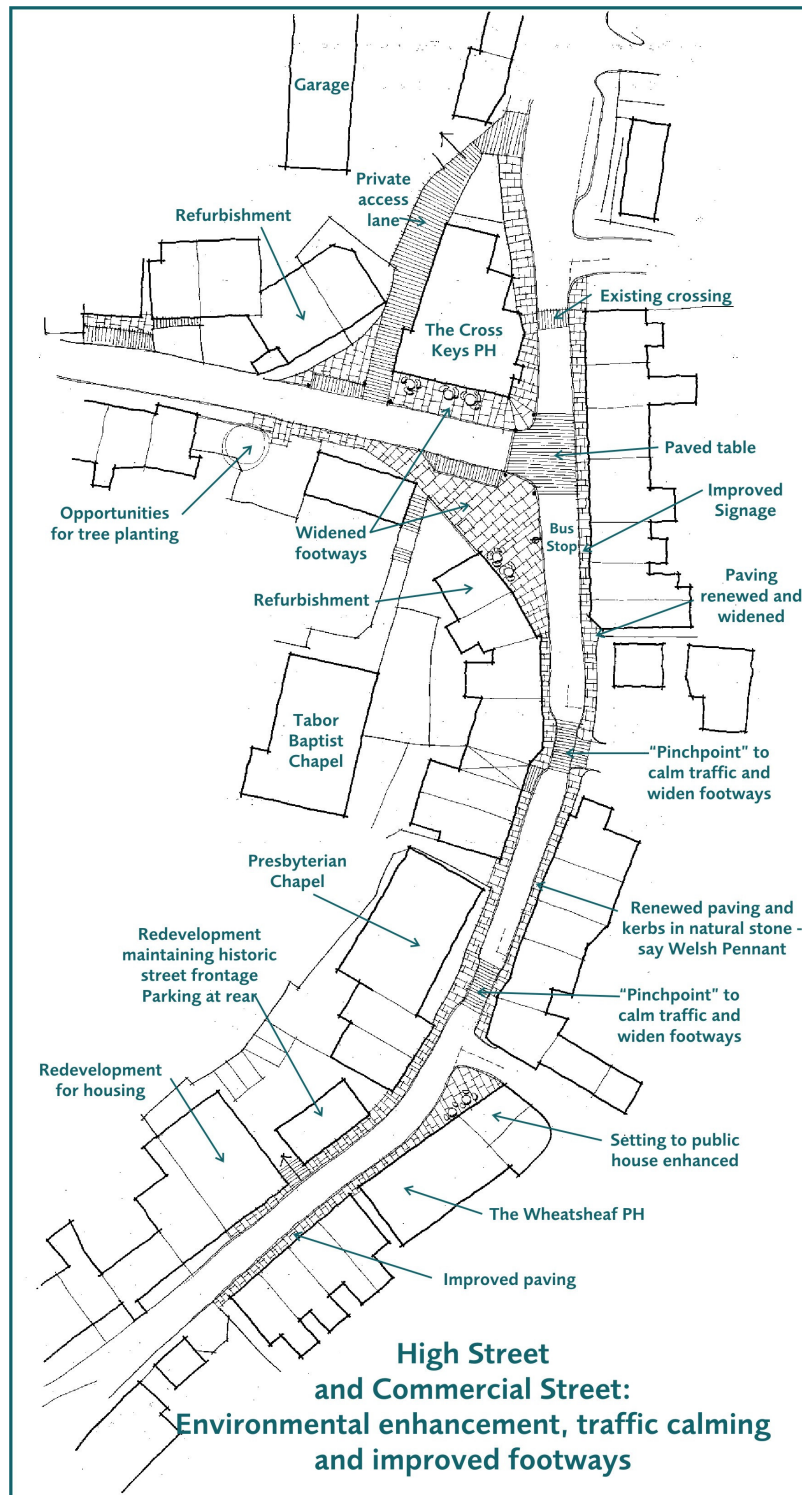 Garage
Private
access
lane
Refurbishment
Existing crossing
The Cross
Keys PH
Paved table
Improved
Signage
Opportunities
for tree planting
Widened
footways
Bus
Stop
Paving
renewed and
widened
Refurbishment
Tabor
Baptist
Chapel
"Pinchpoint" to
calm traffic and
widen footways
Presbyterian
Chapel
Renewed paving and
kerbs in natural stone -
say Welsh Pennant
Redevelopment
maintaining historic
street frontage
Parking at rear
"Pinchpoint" to
calm traffic and
widen footways
Redevelopment
for housing
Setting to public
house enhanced
The Wheatsheaf PH
Improved paving
High Street
and Commercial Street:
Environmental enhancement, traffic calming
and improved footways